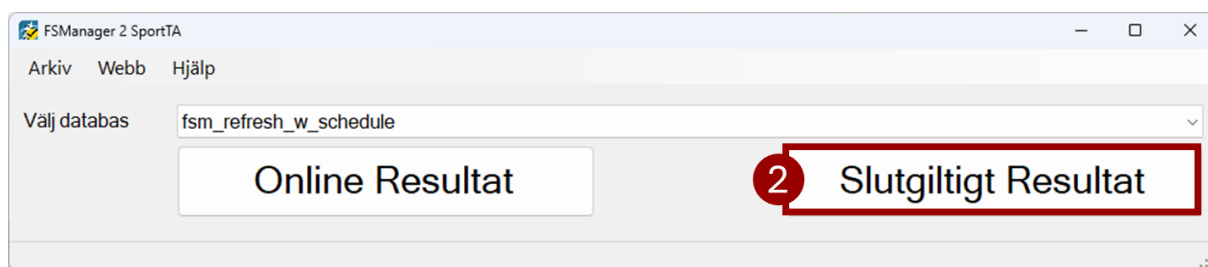 FSManager 2 SportTA
Arkiv Webb Hjälp
Välj databas fsm_refresh_w_schedule
Online Resultat 2 Slutgiltigt Resultat